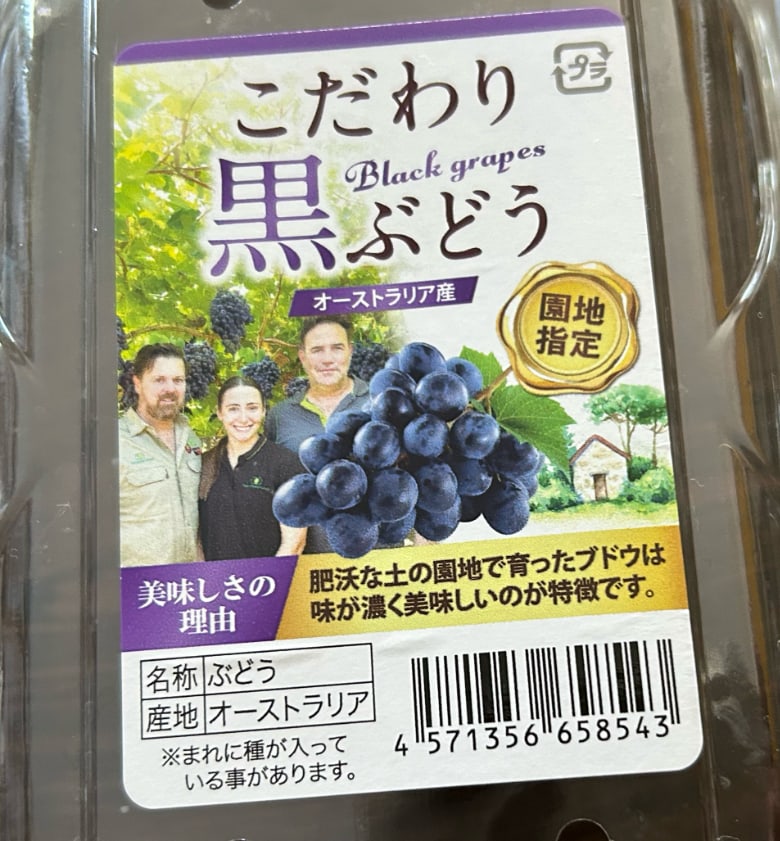 こだわり
プラ
Black grapes
黒ぶどう
オーストラリア産
園地
指定
美味しさの
理由
肥沃な土の園地で育ったブドウは
味が濃く美味しいのが特徴です。
名称 ぶどう
産地 オーストラリア
※まれに種が入って
いる事があります。
4 571356 658543